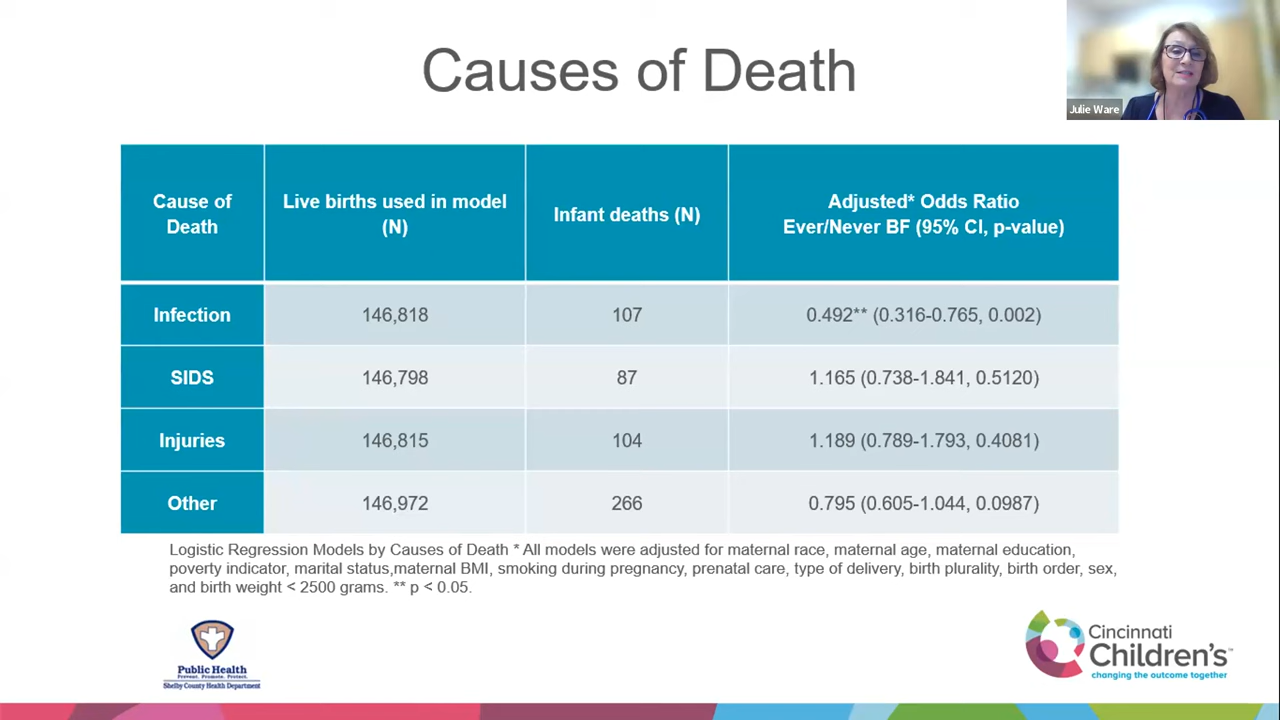 Causes of Death
Julie Ware
Cause of
Death
Live births used in model
(N)
Infant deaths (N)
Adjusted* Odds Ratio
Ever/Never BF (95% CI, p-value)
Infection
146,818
107
0.492** (0.316-0.765, 0.002)
SIDS
146,798
87
1.165 (0.738-1.841, 0.5120)
Injuries
146,815
104
1.189 (0.789-1.793, 0.4081)
Other
146,972
266
0.795 (0.605-1.044, 0.0987)
Logistic Regression Models by Causes of Death * All models were adjusted for maternal race, maternal age, maternal education,
poverty indicator, marital status,maternal BMI, smoking during pregnancy, prenatal care, type of delivery, birth plurality, birth order, sex,
and birth weight < 2500 grams. ** p < 0.05.
Public Health
Prevent. Promote. Protect.
Shelby County Health Department
Cincinnati
Children's™
changing the outcome together